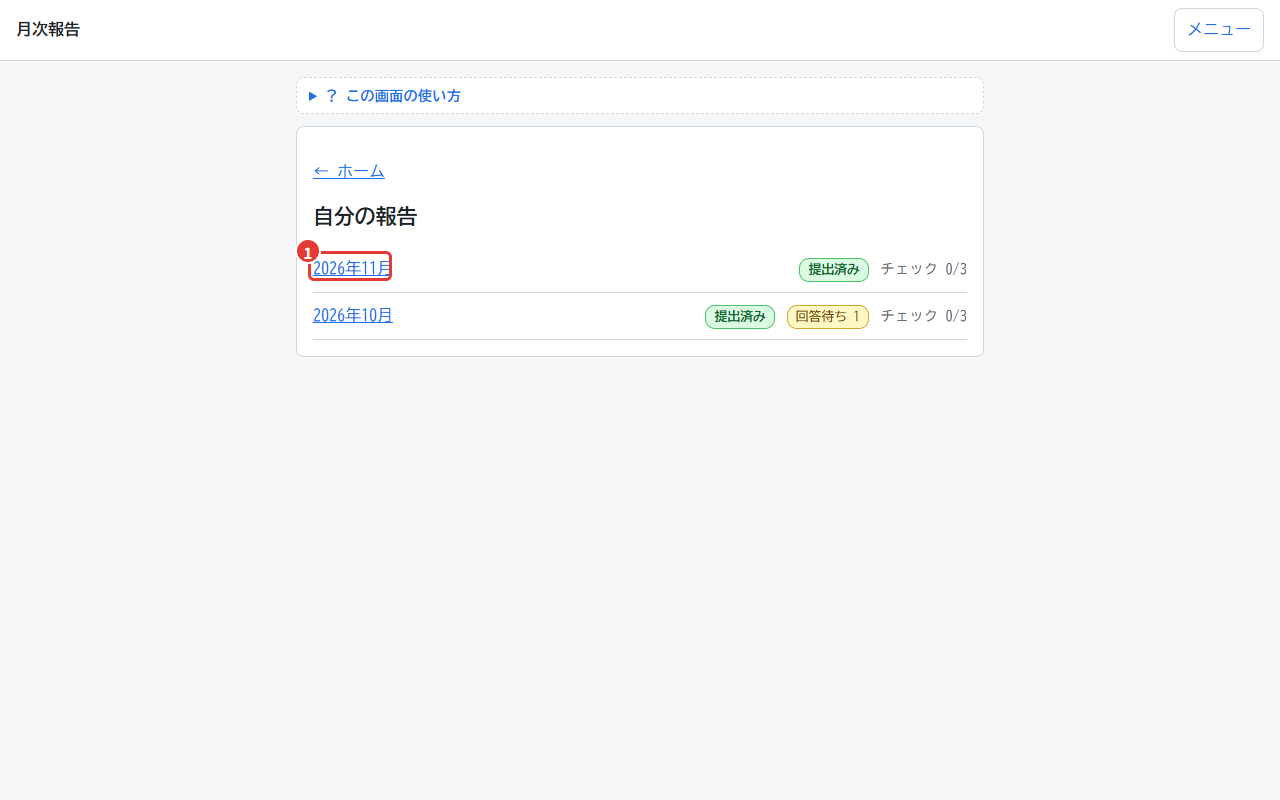 月次報告
メニュー
▶ ? この画面の使い方
← ホーム
自分の報告
1
2026年11月 提出済み チェック 0/3
2026年10月 提出済み 回答待ち 1 チェック 0/3